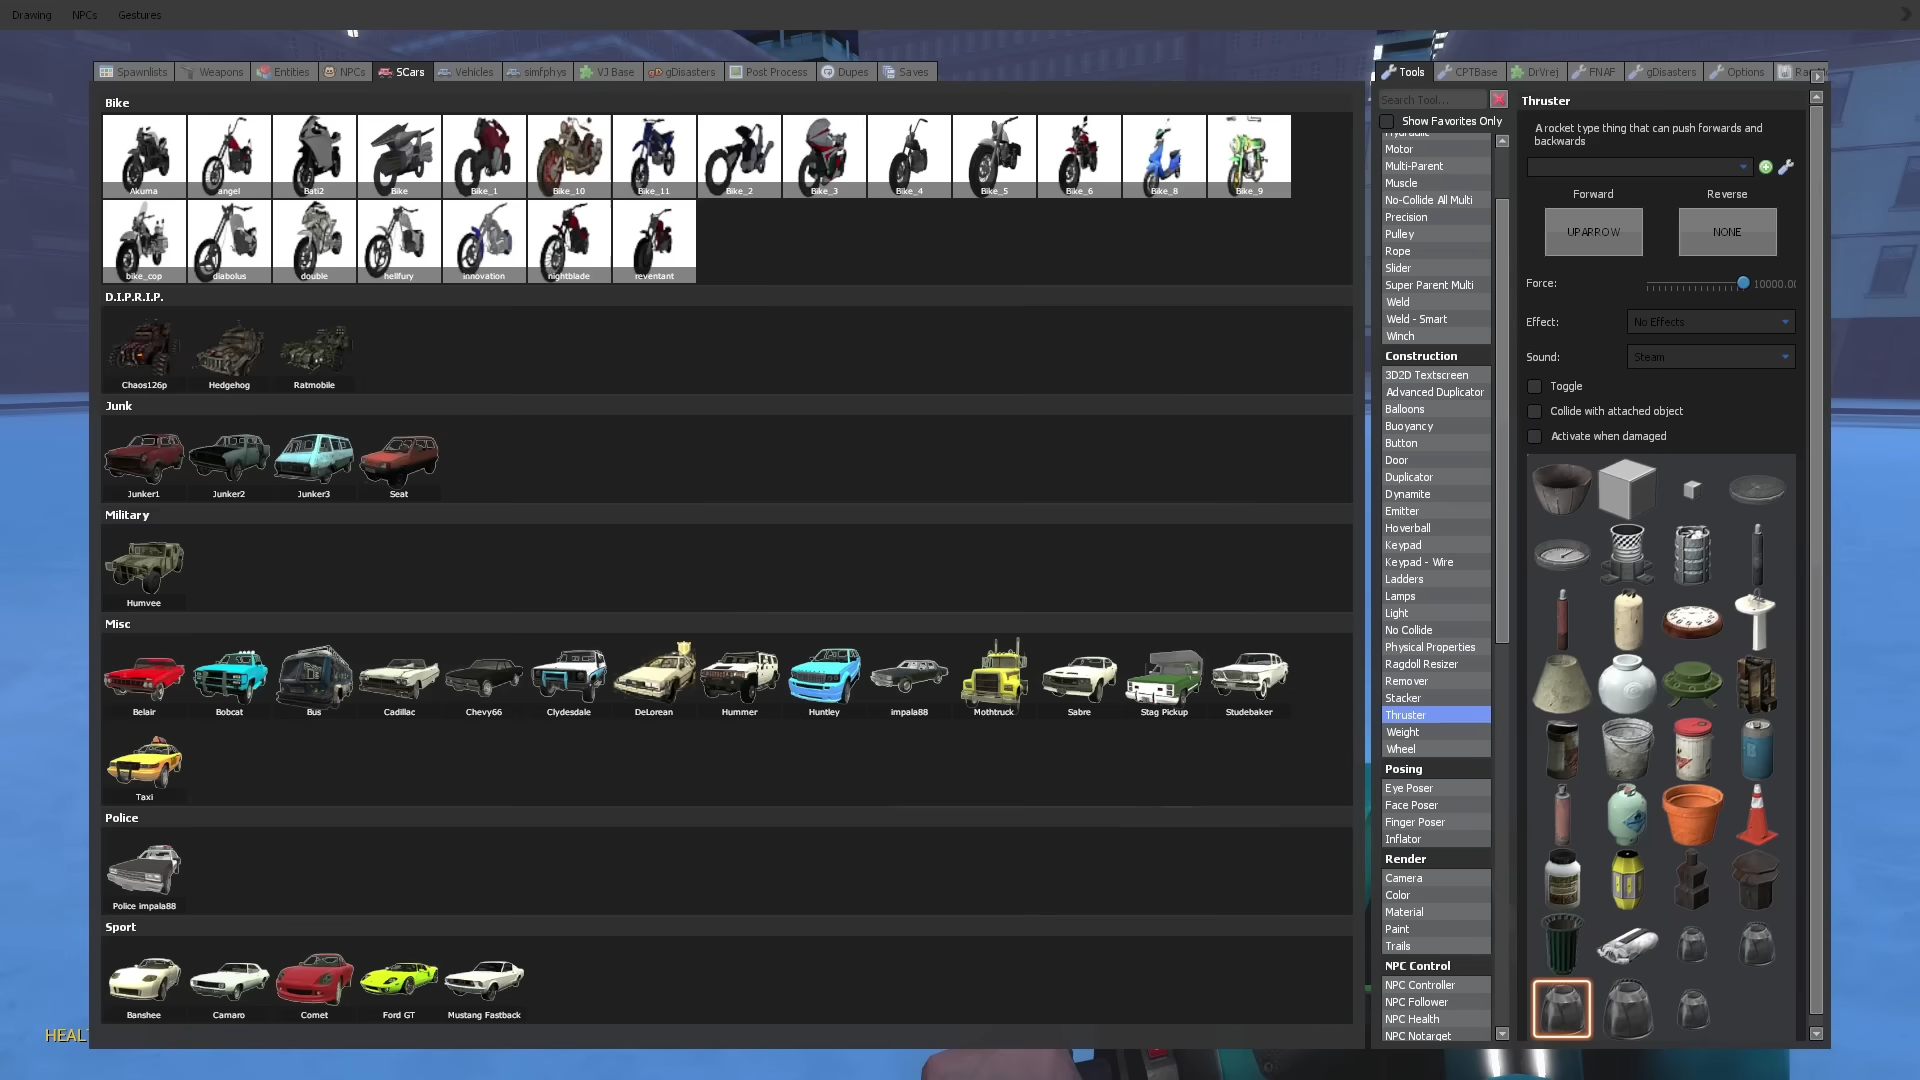 Drawing NPCs Gestures
Spawnlists Weapons Entities NPCs SCars Vehicles simfphys VJ Base gDisasters Post Process Dupes Saves
Bike
Akuma angel Bati2 Bike Bike_1 Bike_10 Bike_11 Bike_2 Bike_3 Bike_4 Bike_5 Bike_6 Bike_8 Bike_9
bike_cop diabolus double hellfury innovation nightblade reventant
D.I.P.R.I.P.
Chaos126p Hedgehog Ratmobile
Junk
Junker1 Junker2 Junker3 Seat
Military
Humvee
Misc
Belair Bobcat Bus Cadillac Chevy66 Clydesdale DeLorean Hummer Huntley impala88 Mothtruck Sabre Stag Pickup Studebaker
Taxi
Police
Police impala88
Sport
Banshee Camaro Comet Ford GT Mustang Fastback
HEAL
Tools CPTBase DrVrej FNAF gDisasters Options
Search Tool...
Show Favorites Only
Hydraulic
Motor
Multi-Parent
Muscle
No-Collide All Multi
Precision
Pulley
Rope
Slider
Super Parent Multi
Weld
Weld - Smart
Winch
Construction
3D2D Textscreen
Advanced Duplicator
Balloons
Buoyancy
Button
Door
Duplicator
Dynamite
Emitter
Hoverball
Keypad
Keypad - Wire
Ladders
Lamps
Light
No Collide
Physical Properties
Ragdoll Resizer
Remover
Stacker
Thruster
Weight
Wheel
Posing
Eye Poser
Face Poser
Finger Poser
Inflator
Render
Camera
Color
Material
Paint
Trails
NPC Control
NPC Controller
NPC Follower
NPC Health
NPC Notarget
Thruster
A rocket type thing that can push forwards and
backwards
Forward Reverse
UPARROW NONE
Force: 10000.00
Effect: No Effects
Sound: Steam
Toggle
Collide with attached object
Activate when damaged